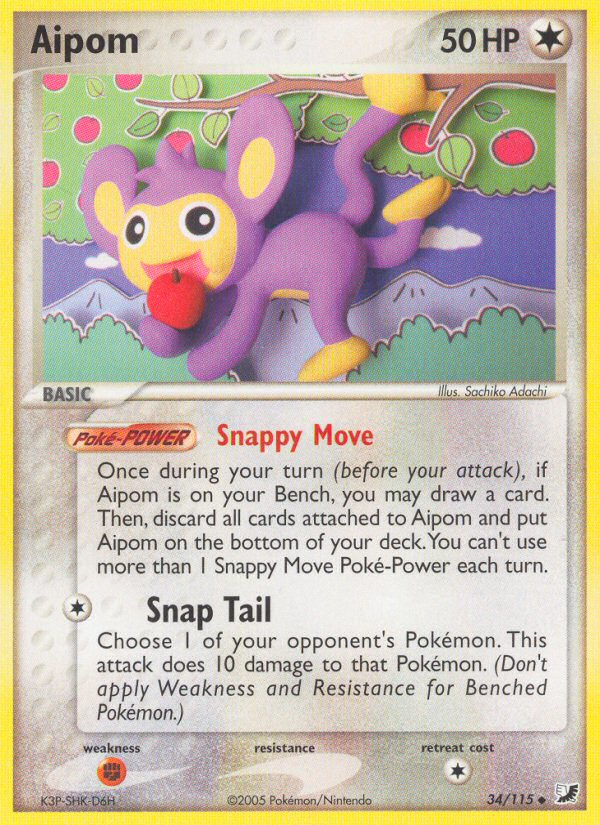 Aipom 50 HP
BASIC
Illus. Sachiko Adachi
Poké-POWER Snappy Move
Once during your turn (before your attack), if
Aipom is on your Bench, you may draw a card.
Then, discard all cards attached to Aipom and put
Aipom on the bottom of your deck. You can't use
more than 1 Snappy Move Poké-Power each turn.
Snap Tail
Choose 1 of your opponent's Pokémon. This
attack does 10 damage to that Pokémon. (Don't
apply Weakness and Resistance for Benched
Pokémon.)
weakness resistance retreat cost
K3P-SHK-D6H ©2005 Pokémon/Nintendo 34/115